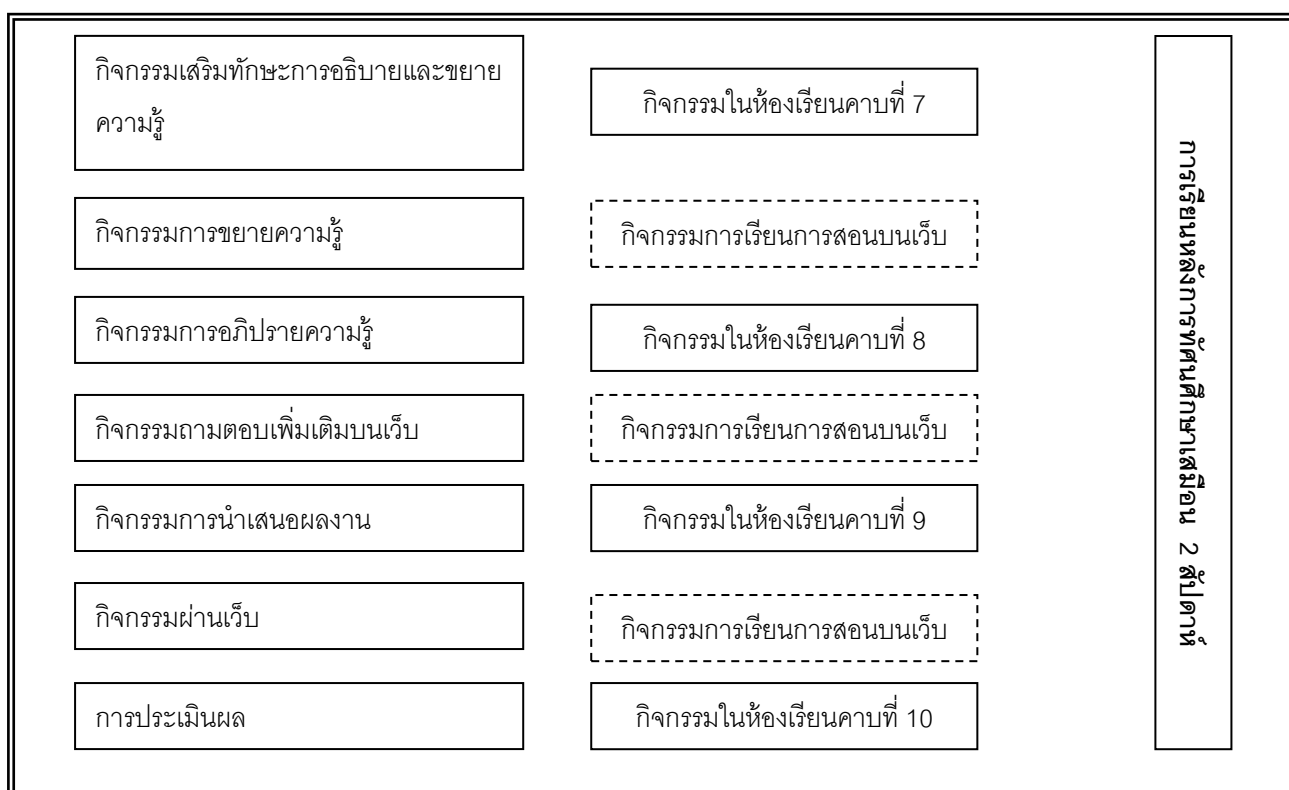 กิจกรรมเสริมทักษะการอธิบายและขยาย
ความรู้
กิจกรรมในห้องเรียนคาบที่ 7
กิจกรรมการขยายความรู้
กิจกรรมการเรียนการสอนบนเว็บ
กิจกรรมการอภิปรายความรู้
กิจกรรมในห้องเรียนคาบที่ 8
กิจกรรมถามตอบเพิ่มเติมบนเว็บ
กิจกรรมการเรียนการสอนบนเว็บ
กิจกรรมการนำเสนอผลงาน
กิจกรรมในห้องเรียนคาบที่ 9
กิจกรรมผ่านเว็บ
กิจกรรมการเรียนการสอนบนเว็บ
การประเมินผล
กิจกรรมในห้องเรียนคาบที่ 10
การเรียนหลังการทัศนศึกษาเสมือน 2 สัปดาห์